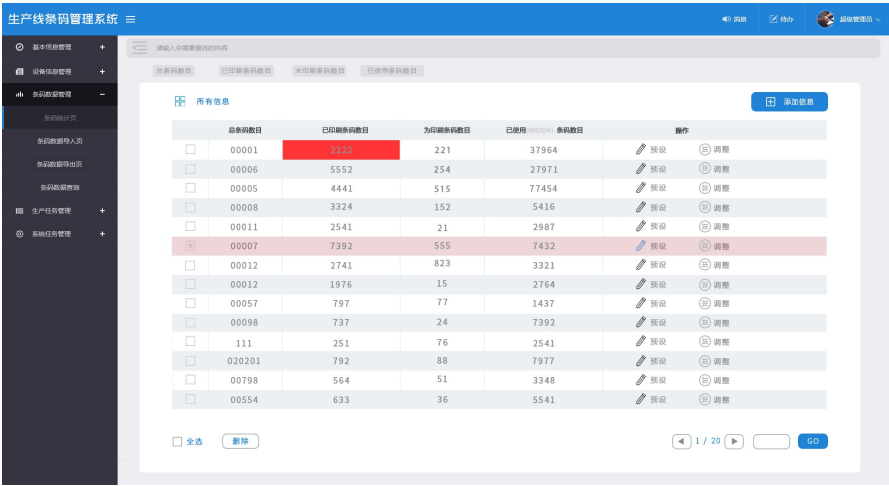 生产线条码管理系统
消息 待办 超级管理员
基本信息管理 +
设备信息管理 +
条码数据管理 −
条码统计页
条码数据导入页
条码数据导出页
条码数据查询
生产任务管理 +
系统任务管理 +
请输入你需要查找的内容
总条码数目 已印刷条码数目 未印刷条码数目 已使用条码数目
所有信息 添加信息
总条码数目 已印刷条码数目 为印刷条码数目 已使用 条码数目 操作
00001 2222 221 37964 预设 调整
00006 5552 254 27971 预设 调整
00005 4441 515 77454 预设 调整
00008 3324 152 5416 预设 调整
00011 2541 21 2987 预设 调整
00007 7392 555 7432 预设 调整
00012 2741 823 3321 预设 调整
00012 1976 15 2764 预设 调整
00057 797 77 1437 预设 调整
00098 737 24 7392 预设 调整
111 251 76 2541 预设 调整
020201 792 88 7977 预设 调整
00798 564 51 3348 预设 调整
00554 633 36 5541 预设 调整
全选 删除 1 / 20 GO